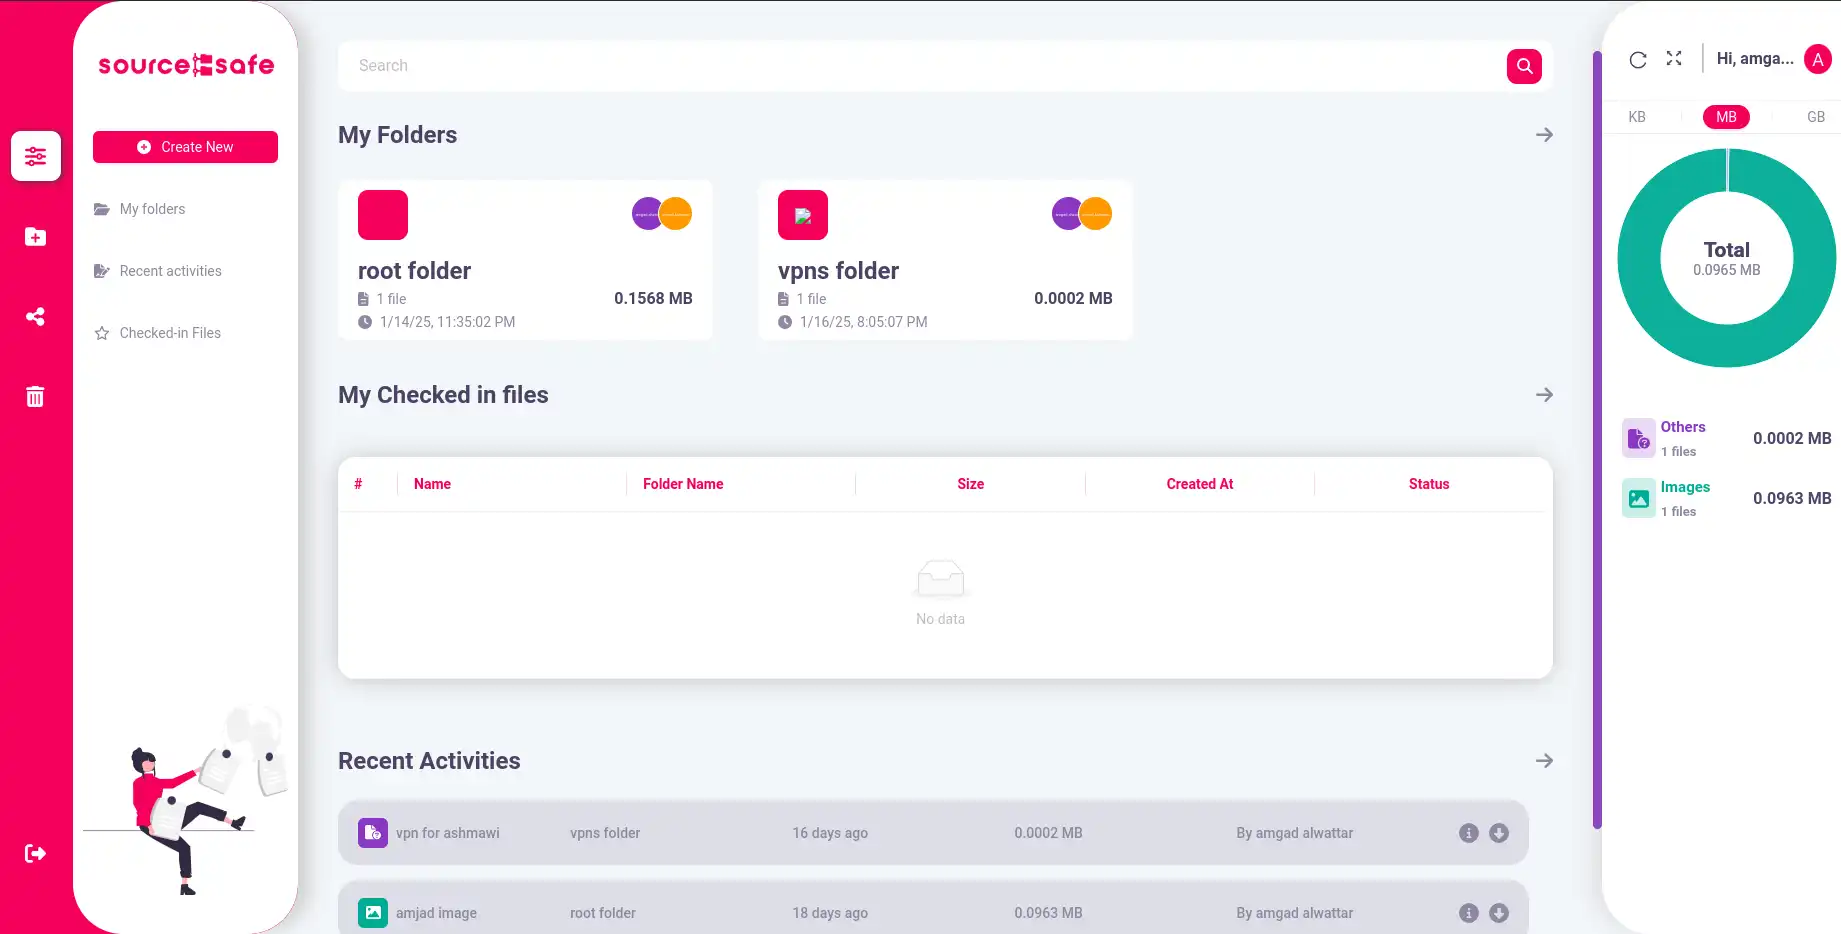 source safe
Create New
My folders
Recent activities
Checked-in Files
Search
My Folders
root folder
1 file
0.1568 MB
1/14/25, 11:35:02 PM
vpns folder
1 file
0.0002 MB
1/16/25, 8:05:07 PM
My Checked in files
# Name Folder Name Size Created At Status
No data
Recent Activities
vpn for ashmawi vpns folder 16 days ago 0.0002 MB By amgad alwattar
amjad image root folder 18 days ago 0.0963 MB By amgad alwattar
Hi, amga... A
KB MB GB
Total
0.0965 MB
Others
1 files
0.0002 MB
Images
1 files
0.0963 MB